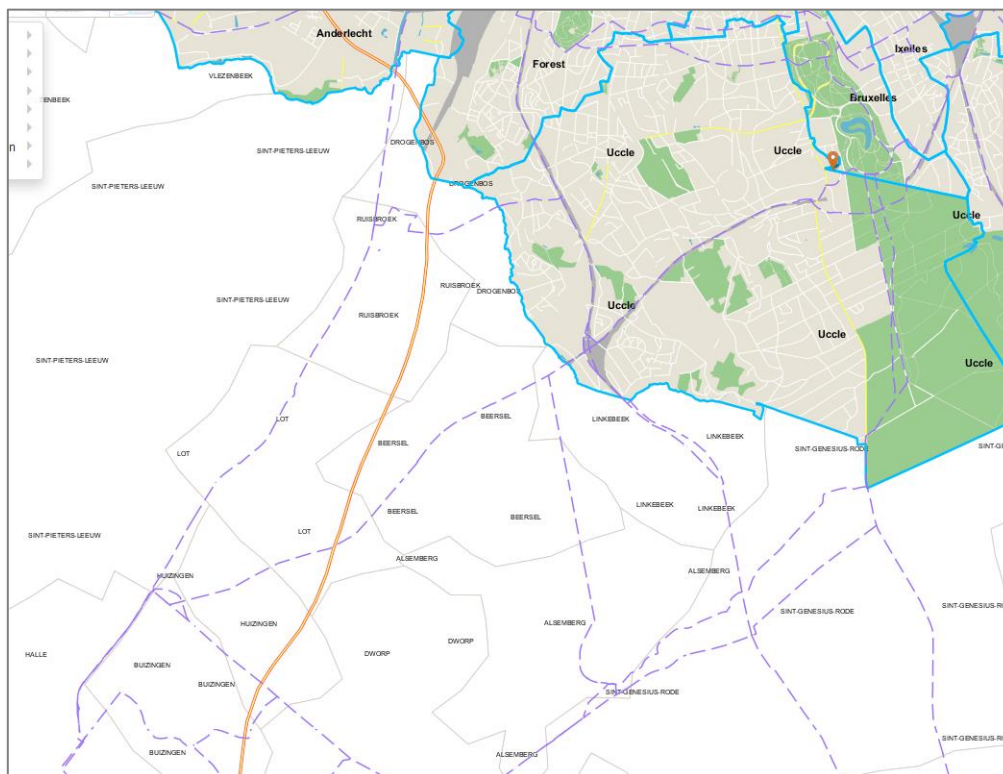 Anderlecht
Ixelles
Forest
VLEZENBEEK
Bruxelles
DROGENBOS
SINT-PIETERS-LEEUW
Uccle
Uccle
n
SINT-PIETERS-LEEUW
DROGENBOS
RUISBROEK
Uccle
RUISBROEK
DROGENBOS
SINT-PIETERS-LEEUW
Uccle
RUISBROEK
Uccle
SINT-PIETERS-LEEUW
Uccle
LOT
BEERSEL
LINKEBEEK
LINKEBEEK
BEERSEL
SINT-GENESIUS-RODE
LOT
LINKEBEEK
LINKEBEEK
BEERSEL
BEERSEL
LOT
SINT-PIETERS-LEEUW
ALSEMBERG
ALSEMBERG
HUIZINGEN
SINT-GENESIUS-RODE
HUIZINGEN
ALSEMBERG
DWORP
HALLE
DWORP
BUIZINGEN
BUIZINGEN
SINT-GENESIUS-RODE
BUIZINGEN
ALSEMBERG